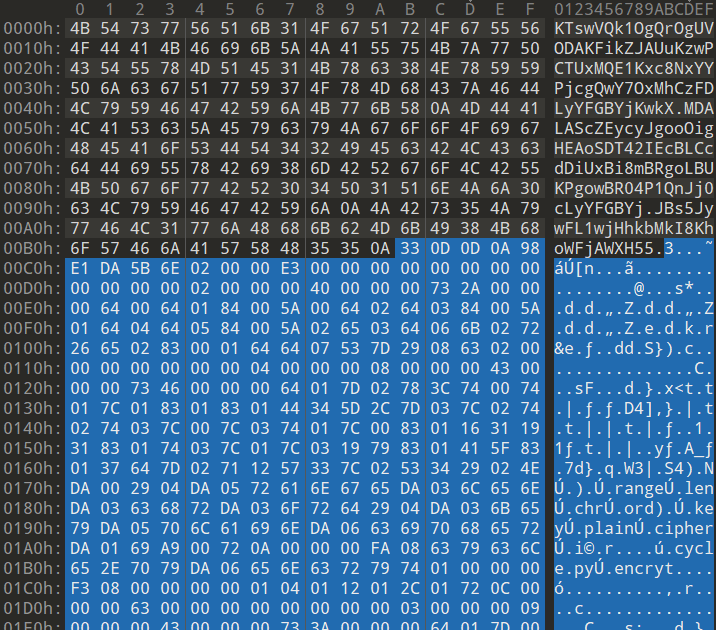 0 1 2 3 4 5 6 7 8 9 A B C D E F 0123456789ABCDEF
0000h: 4B 54 73 77 56 51 6B 31 4F 67 51 72 4F 67 55 56 KTswVQk1OgQrOgUV
0010h: 4F 44 41 4B 46 69 6B 5A 4A 41 55 75 4B 7A 77 50 ODAKFikZJAUuKzwP
0020h: 43 54 55 78 4D 51 45 31 4B 78 63 38 4E 78 59 59 CTUxMQE1Kxc8NxYY
0030h: 50 6A 63 67 51 77 59 37 4F 78 4D 68 43 7A 46 44 PjcgQwY7OxMhCzFD
0040h: 4C 79 59 46 47 42 59 6A 4B 77 6B 58 0A 4D 44 41 LyYFGBYjKwkX.MDA
0050h: 4C 41 53 63 5A 45 79 63 79 4A 67 6F 6F 4F 69 67 LAScZEycyJgooOig
0060h: 48 45 41 6F 53 44 54 34 32 49 45 63 42 4C 43 63 HEAoSDT42IEcBLCc
0070h: 64 44 69 55 78 42 69 38 6D 42 52 67 6F 4C 42 55 dDiUxBi8mBRgoLBU
0080h: 4B 50 67 6F 77 42 52 30 34 50 31 51 6E 4A 6A 30 KPgowBR04P1QnJj0
0090h: 63 4C 79 59 46 47 42 59 6A 0A 4A 42 73 35 4A 79 cLyYFGBYj.JBs5Jy
00A0h: 77 46 4C 31 77 6A 48 68 6B 62 4D 6B 49 38 4B 68 wFL1wjHhkbMkI8Kh
00B0h: 6F 57 46 6A 41 57 58 48 35 35 0A 33 0D 0D 0A 98 oWFjAWXH55.3...˜
00C0h: E1 DA 5B 6E 02 00 00 E3 00 00 00 00 00 00 00 00 áÚ[n...ã........
00D0h: 00 00 00 00 02 00 00 00 40 00 00 00 73 2A 00 00 ........@...s*..
00E0h: 00 64 00 64 01 84 00 5A 00 64 02 64 03 84 00 5A .d.d.„.Z.d.d.„.Z
00F0h: 01 64 04 64 05 84 00 5A 02 65 03 64 06 6B 02 72 .d.d.„.Z.e.d.k.r
0100h: 26 65 02 83 00 01 64 64 07 53 7D 29 08 63 02 00 &e.ƒ..dd.S}).c..
0110h: 00 00 00 00 00 00 04 00 00 00 08 00 00 00 43 00 ..............C.
0120h: 00 00 73 46 00 00 00 64 01 7D 02 78 3C 74 00 74 ..sF...d.}.x<t.t
0130h: 01 7C 01 83 01 83 01 44 34 5D 2C 7D 03 7C 02 74 .|.ƒ.ƒ.D4],}.|.t
0140h: 02 74 03 7C 00 7C 03 74 01 7C 00 83 01 16 31 19 .t.|.|.t.|.ƒ..1.
0150h: 31 83 01 74 03 7C 01 7C 03 19 79 83 01 41 5F 83 1ƒ.t.|.|..yƒ.A_ƒ
0160h: 01 37 64 7D 02 71 12 57 33 7C 02 53 34 29 02 4E .7d}.q.W3|.S4).N
0170h: DA 00 29 04 DA 05 72 61 6E 67 65 DA 03 6C 65 6E Ú.).Ú.rangeÚ.len
0180h: DA 03 63 68 72 DA 03 6F 72 64 29 04 DA 03 6B 65 Ú.chrÚ.ord).Ú.ke
0190h: 79 DA 05 70 6C 61 69 6E DA 06 63 69 70 68 65 72 yÚ.plainÚ.cipher
01A0h: DA 01 69 A9 00 72 0A 00 00 00 FA 08 63 79 63 6C Ú.i©.r....ú.cycl
01B0h: 65 2E 70 79 DA 06 65 6E 63 72 79 74 01 00 00 00 e.pyÚ.encryt....
01C0h: F3 08 00 00 00 00 01 04 01 12 01 2C 01 72 0C 00 ó..........,.r..
01D0h: 00 00 63 00 00 00 00 00 00 00 00 00 00 00 00 09 ..c.............